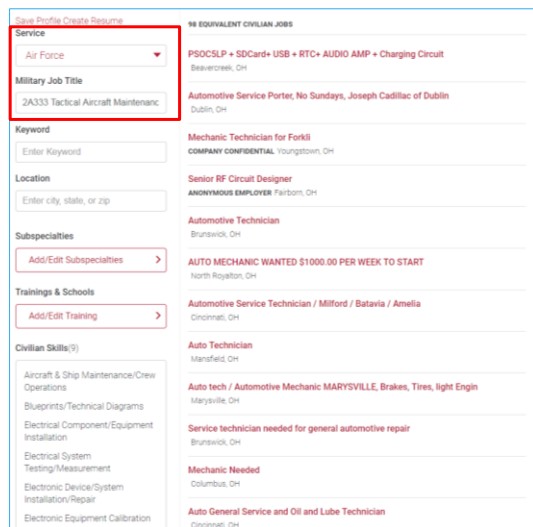 Save Profile Create Resume
Service
Air Force
Military Job Title
2A333 Tactical Aircraft Maintenanc
Keyword
Enter Keyword
Location
Enter city, state, or zip
Subspecialties
Add/Edit Subspecialties
Trainings & Schools
Add/Edit Training
Civilian Skills(9)
Aircraft & Ship Maintenance/Crew
Operations
Blueprints/Technical Diagrams
Electrical Component/Equipment
Installation
Electrical System
Testing/Measurement
Electronic Device/System
Installation/Repair
Electronic Equipment Calibration
98 EQUIVALENT CIVILIAN JOBS
PSOC5LP + SDCard+ USB + RTC+ AUDIO AMP + Charging Circuit
Beavercreek, OH
Automotive Service Porter, No Sundays, Joseph Cadillac of Dublin
Dublin, OH
Mechanic Technician for Forkli
COMPANY CONFIDENTIAL Youngstown, OH
Senior RF Circuit Designer
ANONYMOUS EMPLOYER Fairborn, OH
Automotive Technician
Brunswick, OH
AUTO MECHANIC WANTED $1000.00 PER WEEK TO START
North Royalton, OH
Automotive Service Technician / Milford / Batavia / Amelia
Cincinnati, OH
Auto Technician
Mansfield, OH
Auto tech / Automotive Mechanic MARYSVILLE, Brakes, Tires, light Engin
Marysville, OH
Service technician needed for general automotive repair
Brunswick, OH
Mechanic Needed
Columbus, OH
Auto General Service and Oil and Lube Technician
Cincinnati, OH